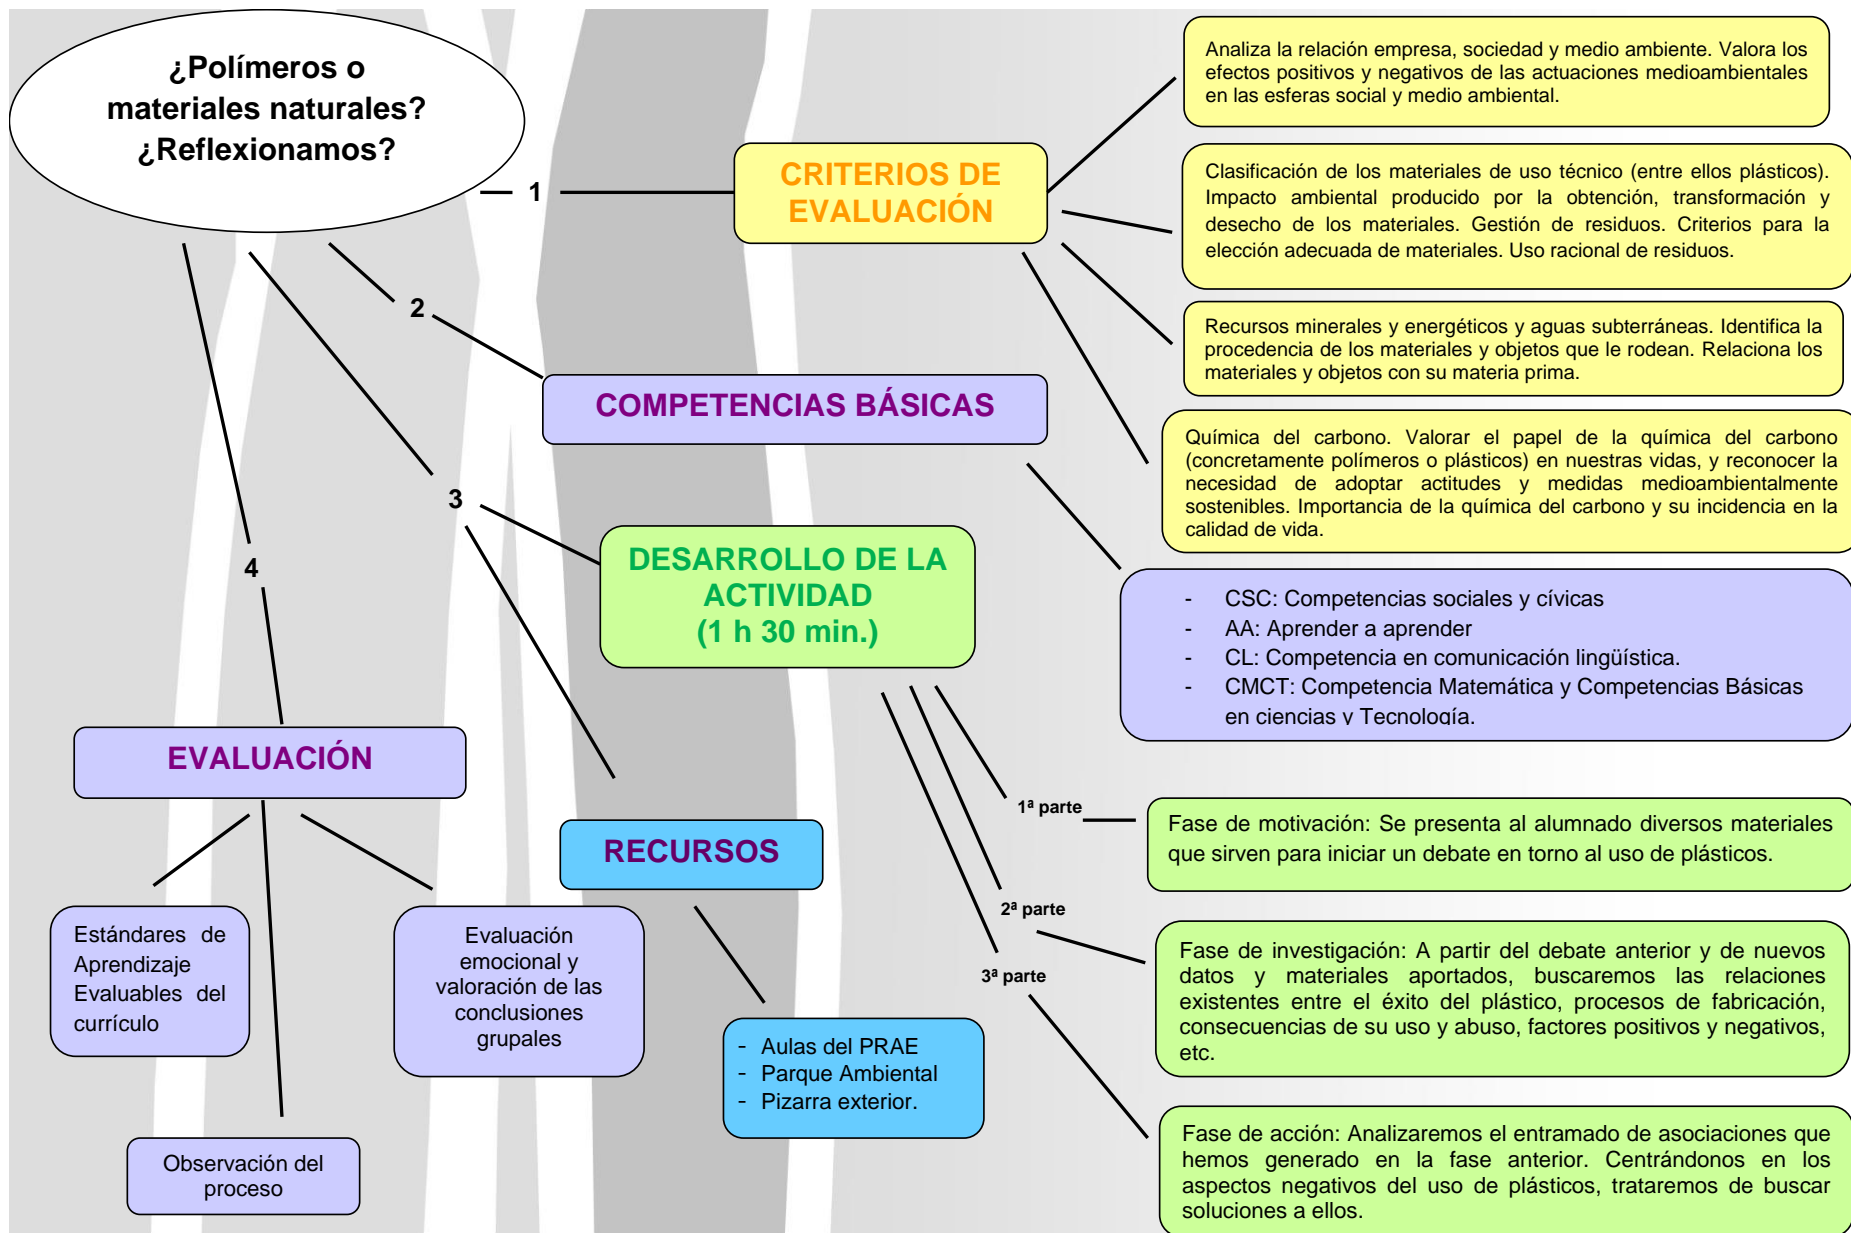 ¿Polímeros o
materiales naturales?
¿Reflexionamos?
1
CRITERIOS DE
EVALUACIÓN
Analiza la relación empresa, sociedad y medio ambiente. Valora los
efectos positivos y negativos de las actuaciones medioambientales
en las esferas social y medio ambiental.
Clasificación de los materiales de uso técnico (entre ellos plásticos).
Impacto ambiental producido por la obtención, transformación y
desecho de los materiales. Gestión de residuos. Criterios para la
elección adecuada de materiales. Uso racional de residuos.
Recursos minerales y energéticos y aguas subterráneas. Identifica la
procedencia de los materiales y objetos que le rodean. Relaciona los
materiales y objetos con su materia prima.
Química del carbono. Valorar el papel de la química del carbono
(concretamente polímeros o plásticos) en nuestras vidas, y reconocer la
necesidad de adoptar actitudes y medidas medioambientalmente
sostenibles. Importancia de la química del carbono y su incidencia en la
calidad de vida.
2
COMPETENCIAS BÁSICAS
- CSC: Competencias sociales y cívicas
- AA: Aprender a aprender
- CL: Competencia en comunicación lingüística.
- CMCT: Competencia Matemática y Competencias Básicas
en ciencias y Tecnología.
3
DESARROLLO DE LA
ACTIVIDAD
(1 h 30 min.)
1ª parte
Fase de motivación: Se presenta al alumnado diversos materiales
que sirven para iniciar un debate en torno al uso de plásticos.
2ª parte
Fase de investigación: A partir del debate anterior y de nuevos
datos y materiales aportados, buscaremos las relaciones
existentes entre el éxito del plástico, procesos de fabricación,
consecuencias de su uso y abuso, factores positivos y negativos,
etc.
3ª parte
Fase de acción: Analizaremos el entramado de asociaciones que
hemos generado en la fase anterior. Centrándonos en los
aspectos negativos del uso de plásticos, trataremos de buscar
soluciones a ellos.
RECURSOS
- Aulas del PRAE
- Parque Ambiental
- Pizarra exterior.
4
EVALUACIÓN
Estándares de
Aprendizaje
Evaluables del
currículo
Evaluación
emocional y
valoración de las
conclusiones
grupales
Observación del
proceso